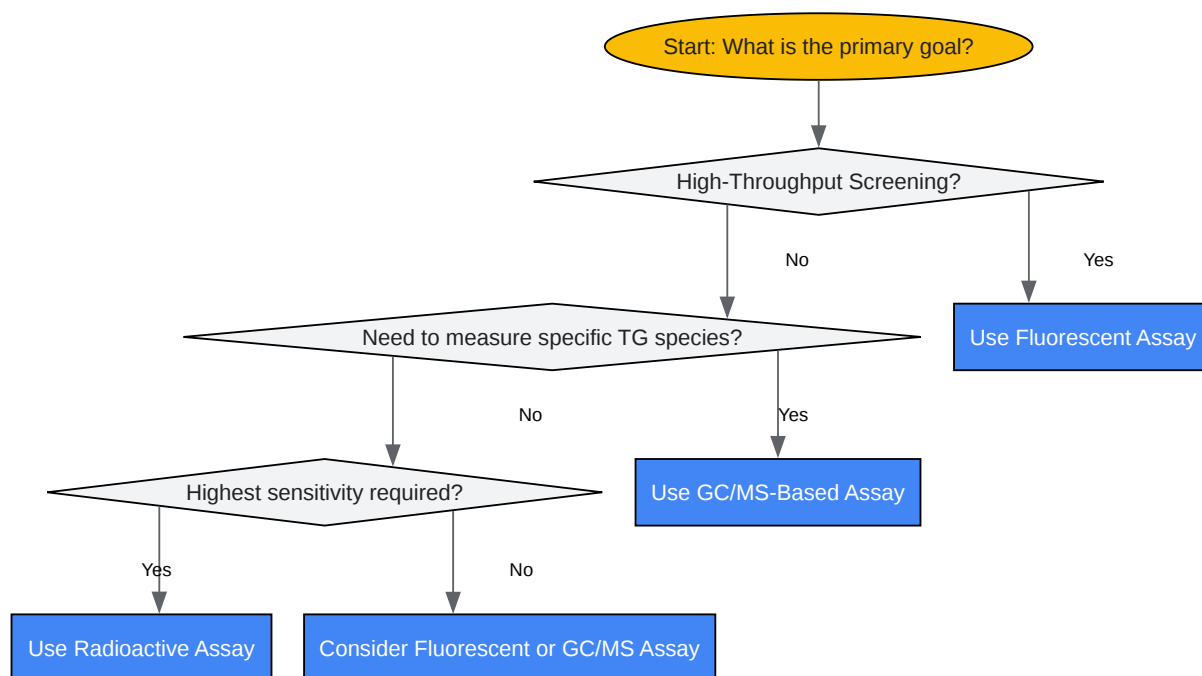 Start: What is the primary goal?
High-Throughput Screening?
No
Yes
Need to measure specific TG species?
Use Fluorescent Assay
No
Yes
Highest sensitivity required?
Use GC/MS-Based Assay
Yes
No
Use Radioactive Assay
Consider Fluorescent or GC/MS Assay